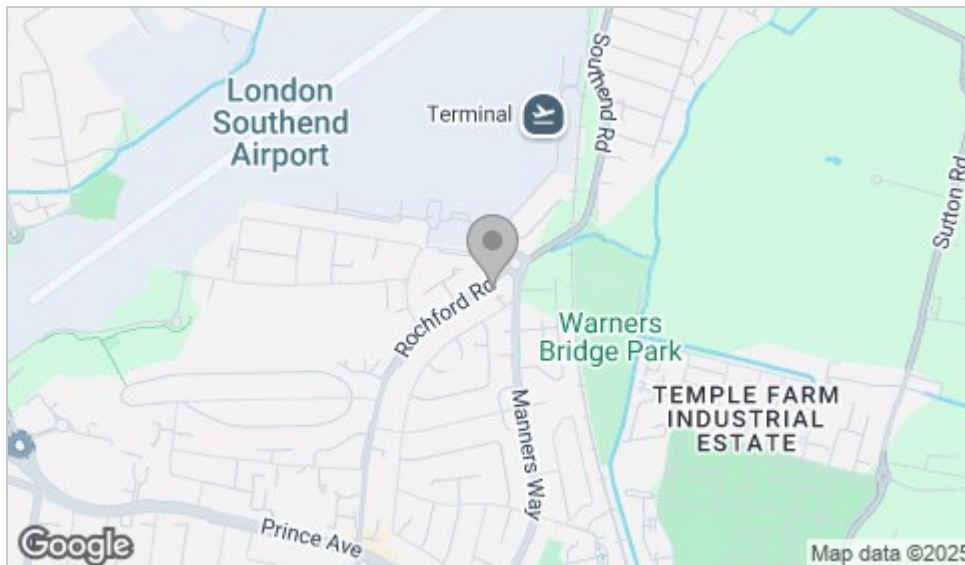 London
Southend
Airport
Terminal
Southend Rd
Sutton Rd
Rochford Rd
Warners
Bridge Park
TEMPLE FARM
INDUSTRIAL
ESTATE
Manners Way
Prince Ave
Google
Map data ©2025